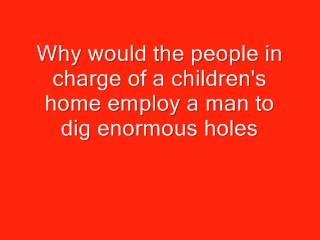 Why would the people in
charge of a children's
home employ a man to
dig enormous holes